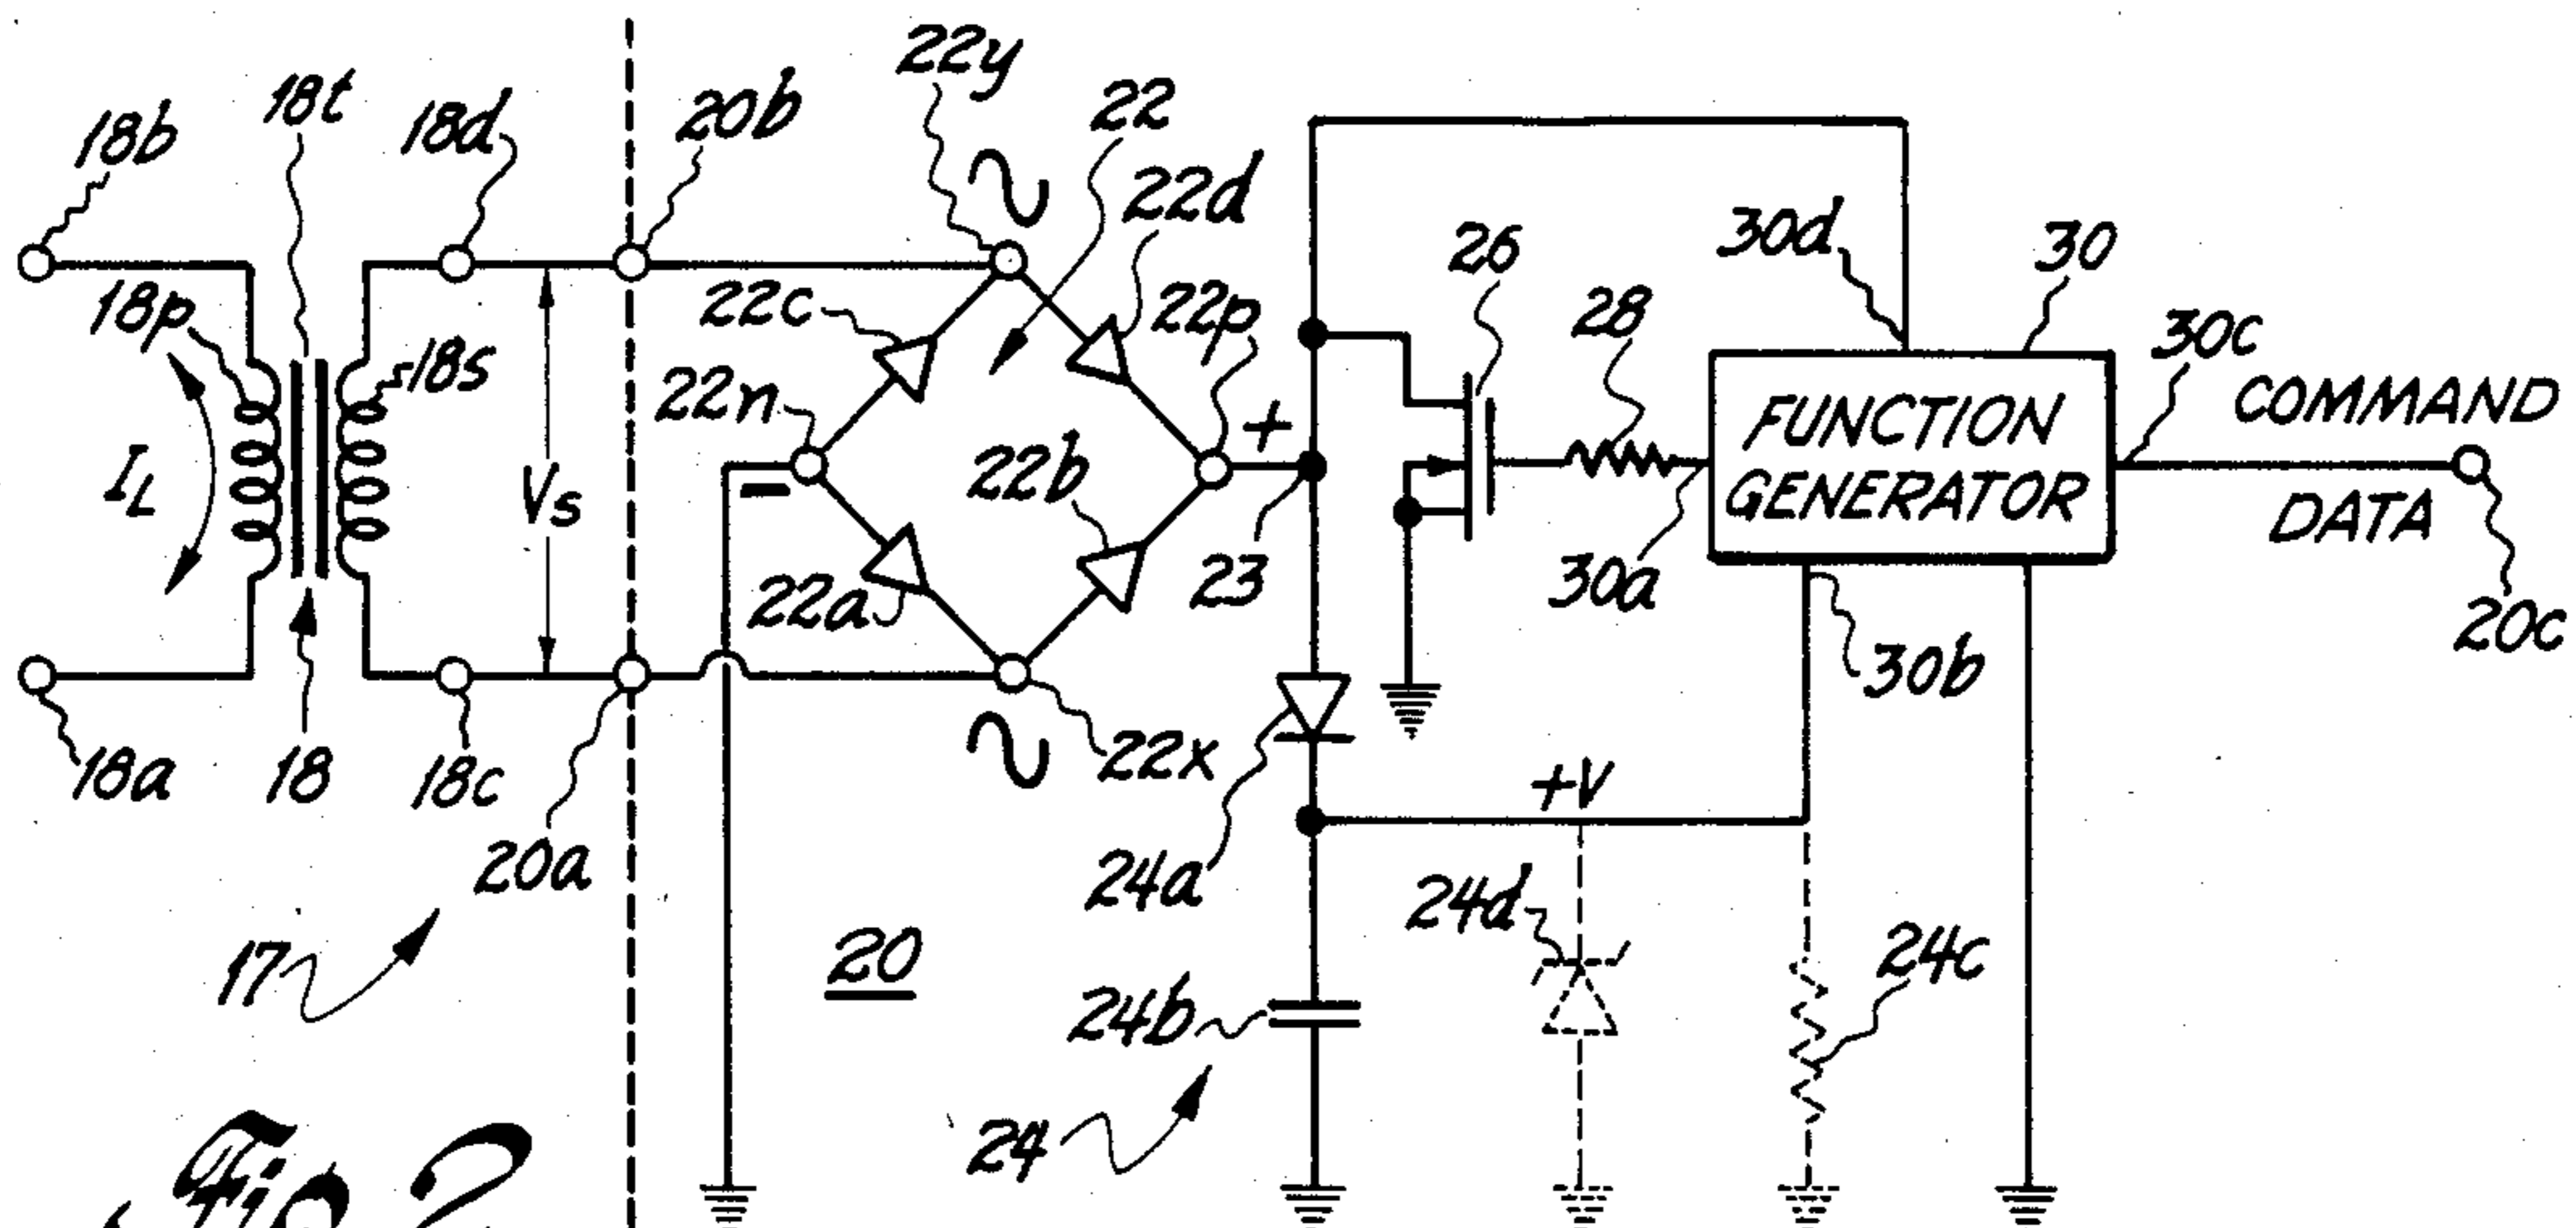 22y
18t
18b
18d
20b
22
22d
30d
30
26
18p
22c
22p
28
30c
18s
COMMAND
22n
+
FUNCTION
GENERATOR
IL
Vs
22b
−
DATA
22a
23
30a
20c
30b
18a
18
18c
22x
+V
20a
24a
24d
17
20
24c
24b
24
Fig. 2